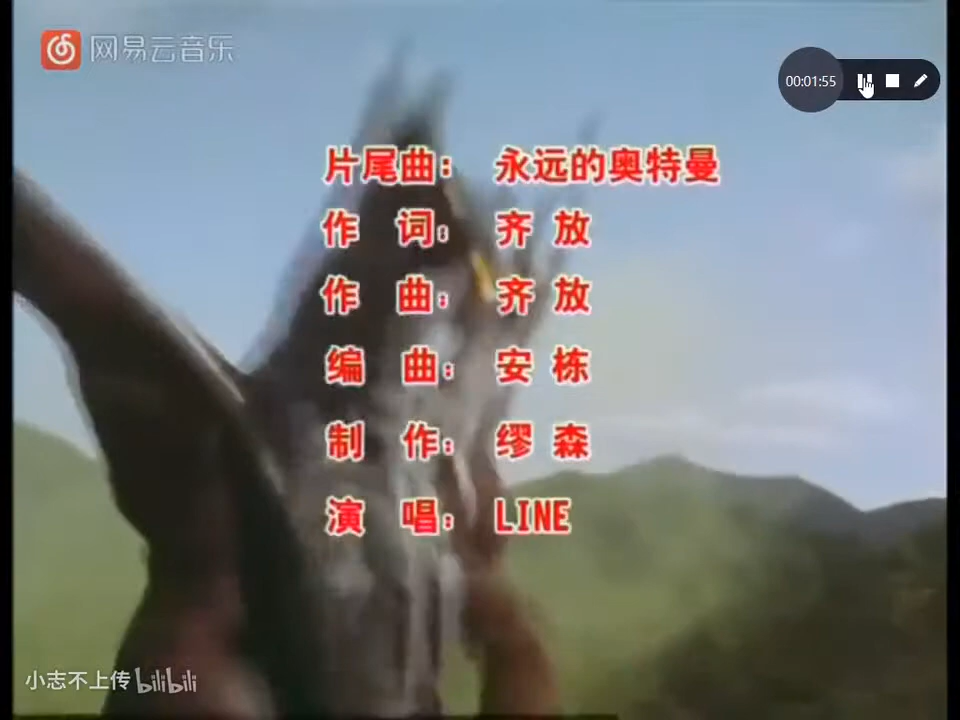 网易云音乐
00:01:55
片尾曲： 永远的奥特曼
作 词： 齐 放
作 曲： 齐 放
编 曲： 安 栋
制 作： 缪 森
演 唱： LINE
小志不上传 bilibili